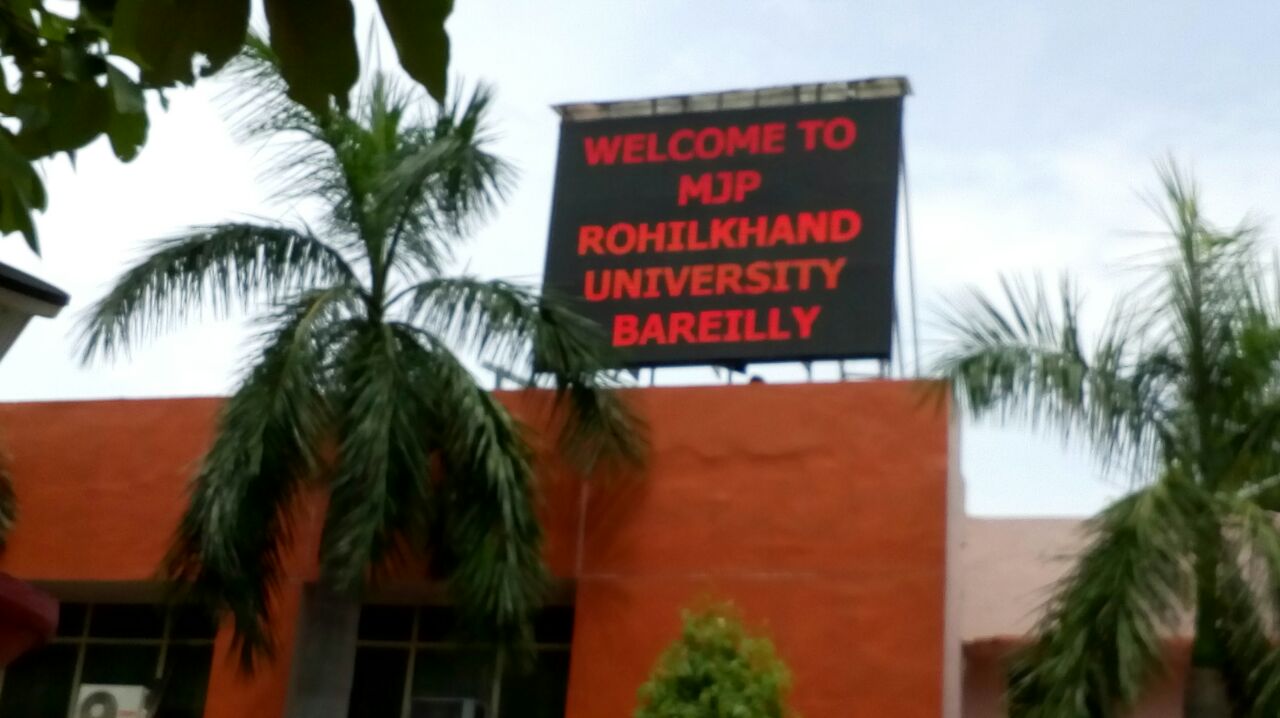 WELCOME TO
MJP
ROHILKHAND
UNIVERSITY
BAREILLY